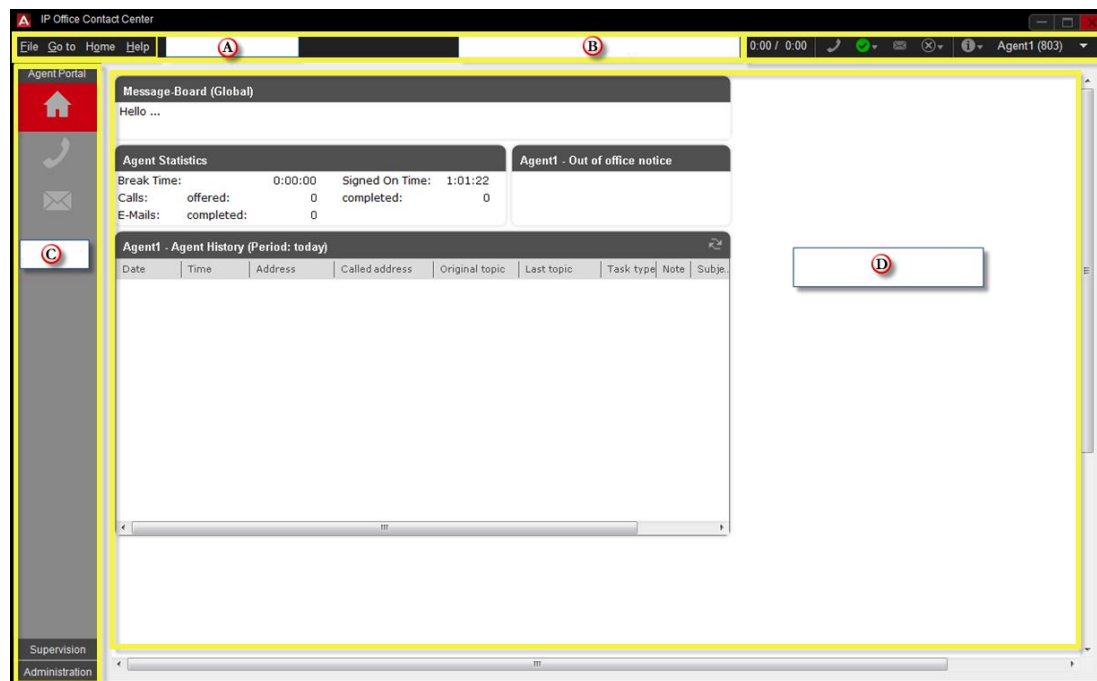 IP Office Contact Center
File Go to Home Help A B 0:00 / 0:00 Agent1 (803)
Agent Portal
Message-Board (Global)
Hello ...
Agent Statistics
Break Time: 0:00:00 Signed On Time: 1:01:22
Calls: offered: 0 completed: 0
E-Mails: completed: 0
Agent1 - Out of office notice
C
Agent1 - Agent History (Period: today)
Date Time Address Called address Original topic Last topic Task type Note Subje..
D
Supervision
Administration